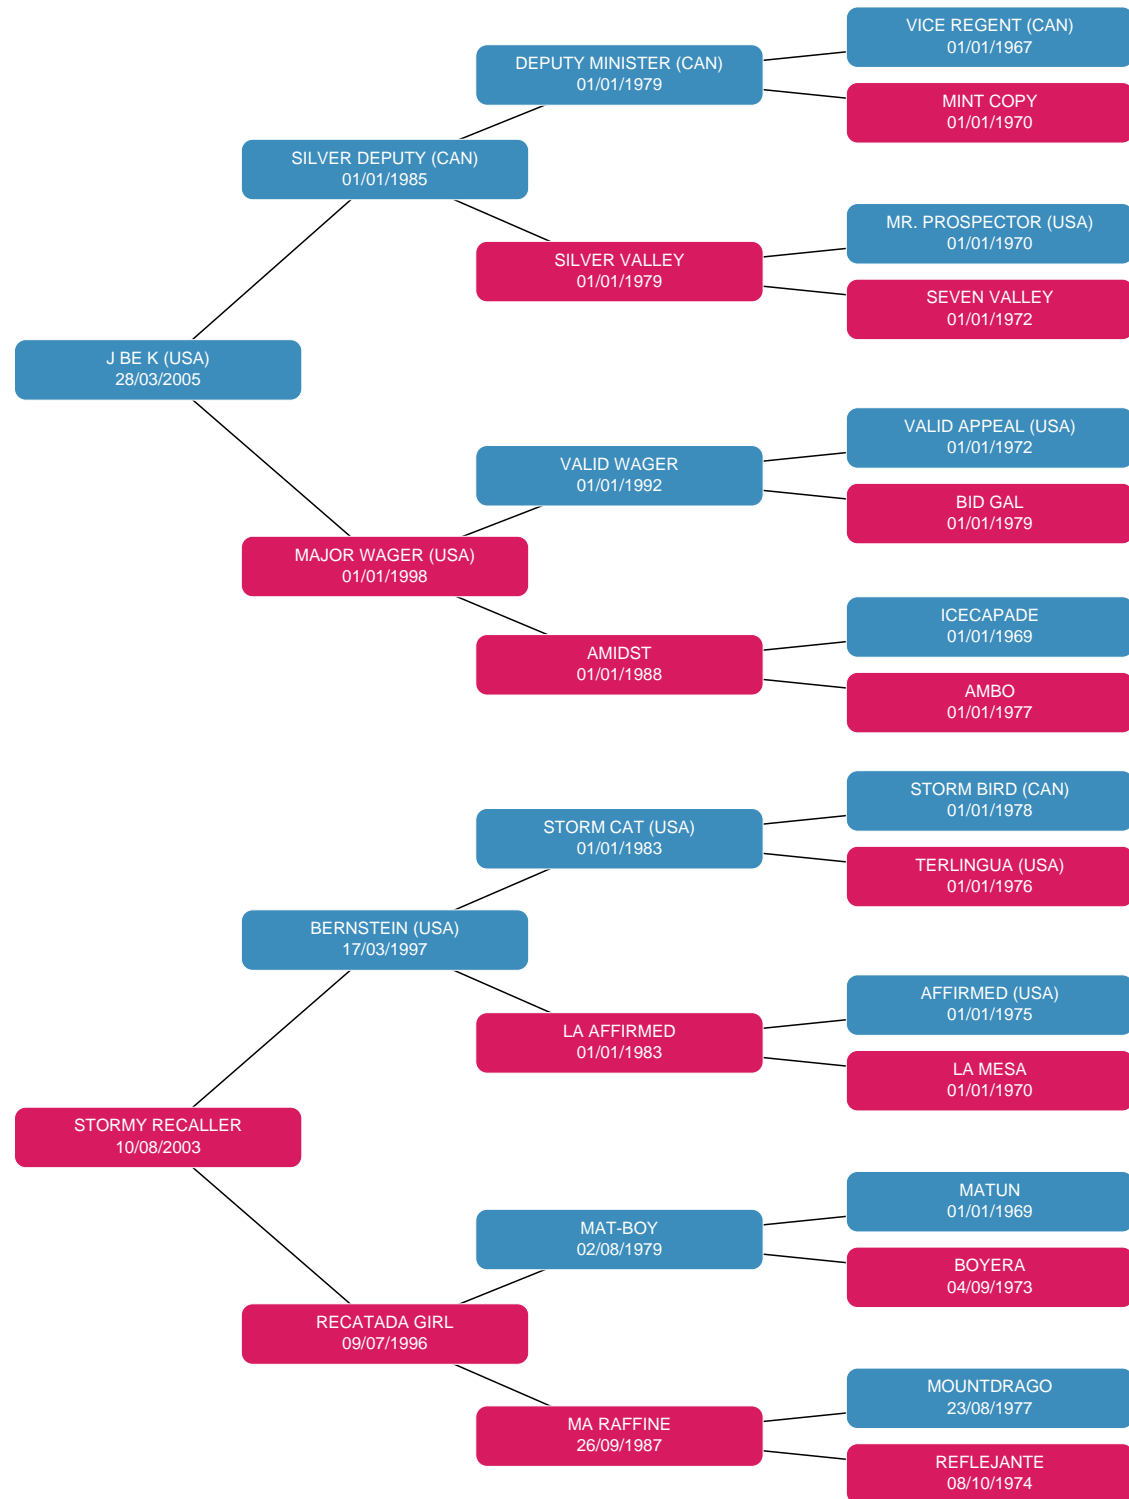 VICE REGENT (CAN)
01/01/1967
DEPUTY MINISTER (CAN)
01/01/1979
MINT COPY
01/01/1970
SILVER DEPUTY (CAN)
01/01/1985
MR. PROSPECTOR (USA)
01/01/1970
SILVER VALLEY
01/01/1979
SEVEN VALLEY
01/01/1972
J BE K (USA)
28/03/2005
VALID APPEAL (USA)
01/01/1972
VALID WAGER
01/01/1992
BID GAL
01/01/1979
MAJOR WAGER (USA)
01/01/1998
ICECAPADE
01/01/1969
AMIDST
01/01/1988
AMBO
01/01/1977
STORM BIRD (CAN)
01/01/1978
STORM CAT (USA)
01/01/1983
TERLINGUA (USA)
01/01/1976
BERNSTEIN (USA)
17/03/1997
AFFIRMED (USA)
01/01/1975
LA AFFIRMED
01/01/1983
LA MESA
01/01/1970
STORMY RECALLER
10/08/2003
MATUN
01/01/1969
MAT-BOY
02/08/1979
BOYERA
04/09/1973
RECATADA GIRL
09/07/1996
MOUNTDRAGO
23/08/1977
MA RAFFINE
26/09/1987
REFLEJANTE
08/10/1974